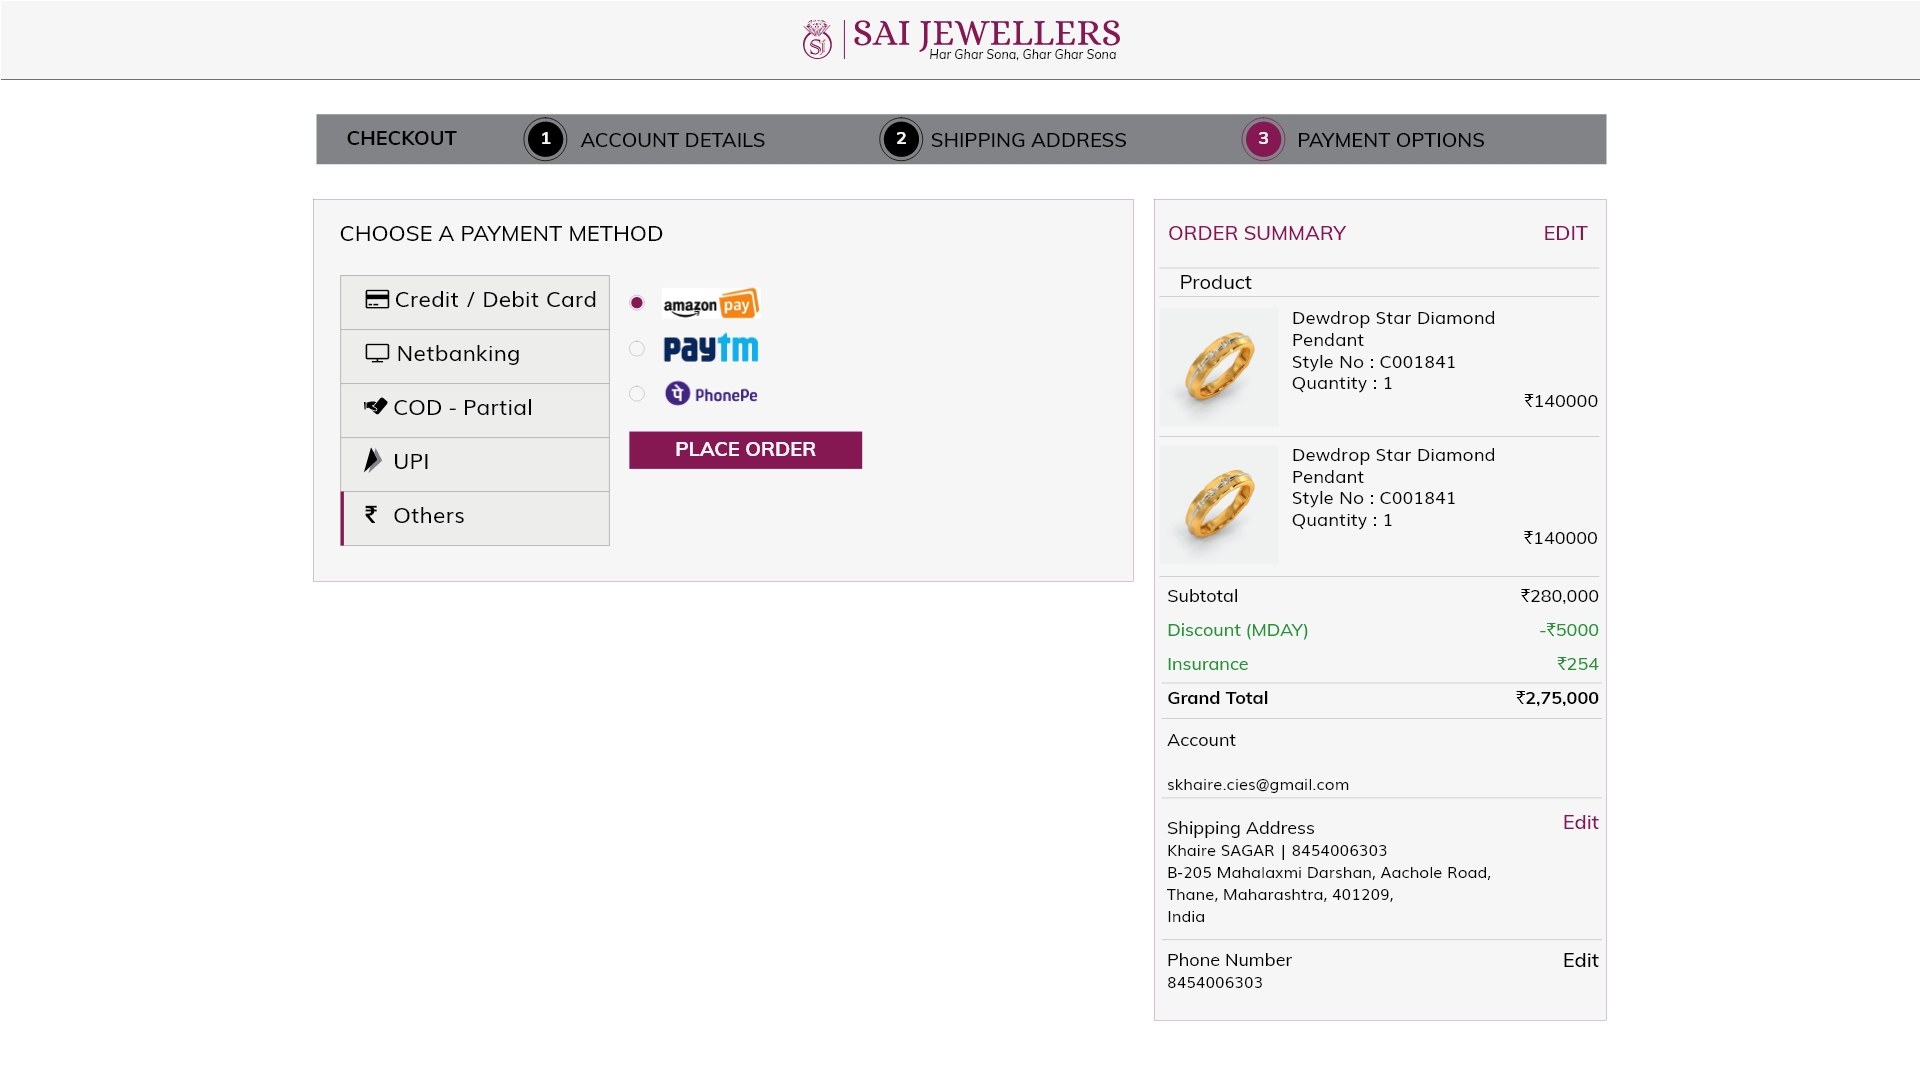 SAI JEWELLERS
Har Ghar Sona, Ghar Ghar Sona
CHECKOUT 1 ACCOUNT DETAILS 2 SHIPPING ADDRESS 3 PAYMENT OPTIONS
CHOOSE A PAYMENT METHOD
Credit / Debit Card
Netbanking
COD - Partial
UPI
₹ Others
amazon pay
paytm
पे PhonePe
PLACE ORDER
ORDER SUMMARY EDIT
Product
Dewdrop Star Diamond
Pendant
Style No : C001841
Quantity : 1
₹140000
Dewdrop Star Diamond
Pendant
Style No : C001841
Quantity : 1
₹140000
Subtotal ₹280,000
Discount (MDAY) -₹5000
Insurance ₹254
Grand Total ₹2,75,000
Account
skhaire.cies@gmail.com
Shipping Address Edit
Khaire SAGAR | 8454006303
B-205 Mahalaxmi Darshan, Aachole Road,
Thane, Maharashtra, 401209,
India
Phone Number Edit
8454006303